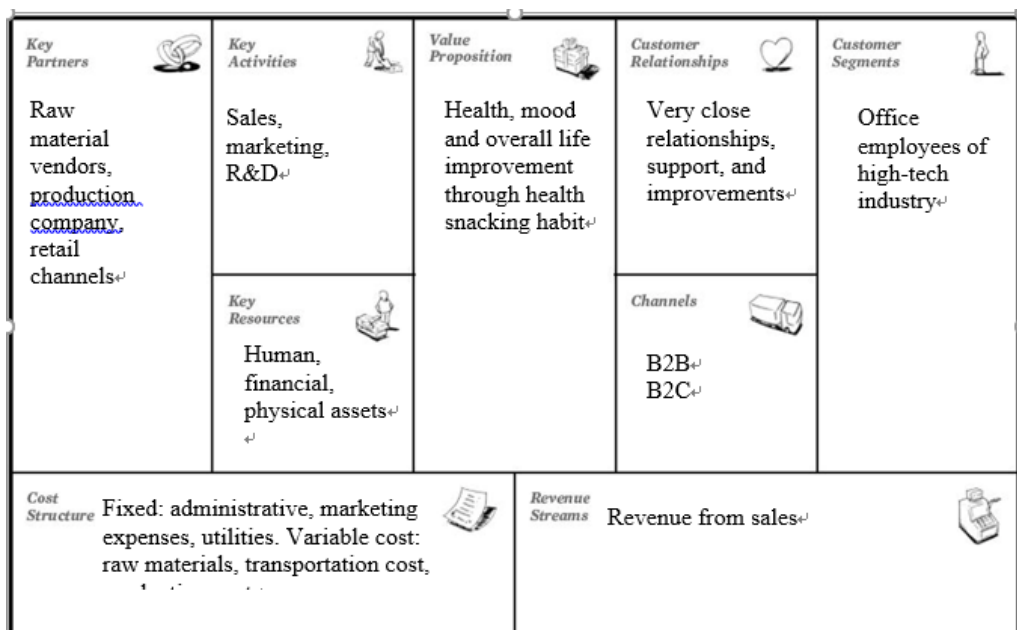 Key
Partners
Raw
material
vendors,
production
company,
retail
channels
Key
Activities
Sales,
marketing,
R&D
Key
Resources
Human,
financial,
physical assets
Value
Proposition
Health, mood
and overall life
improvement
through health
snacking habit
Customer
Relationships
Very close
relationships,
support, and
improvements
Channels
B2B
B2C
Customer
Segments
Office
employees of
high-tech
industry
Cost
Structure
Fixed: administrative, marketing
expenses, utilities. Variable cost:
raw materials, transportation cost,
Revenue
Streams
Revenue from sales